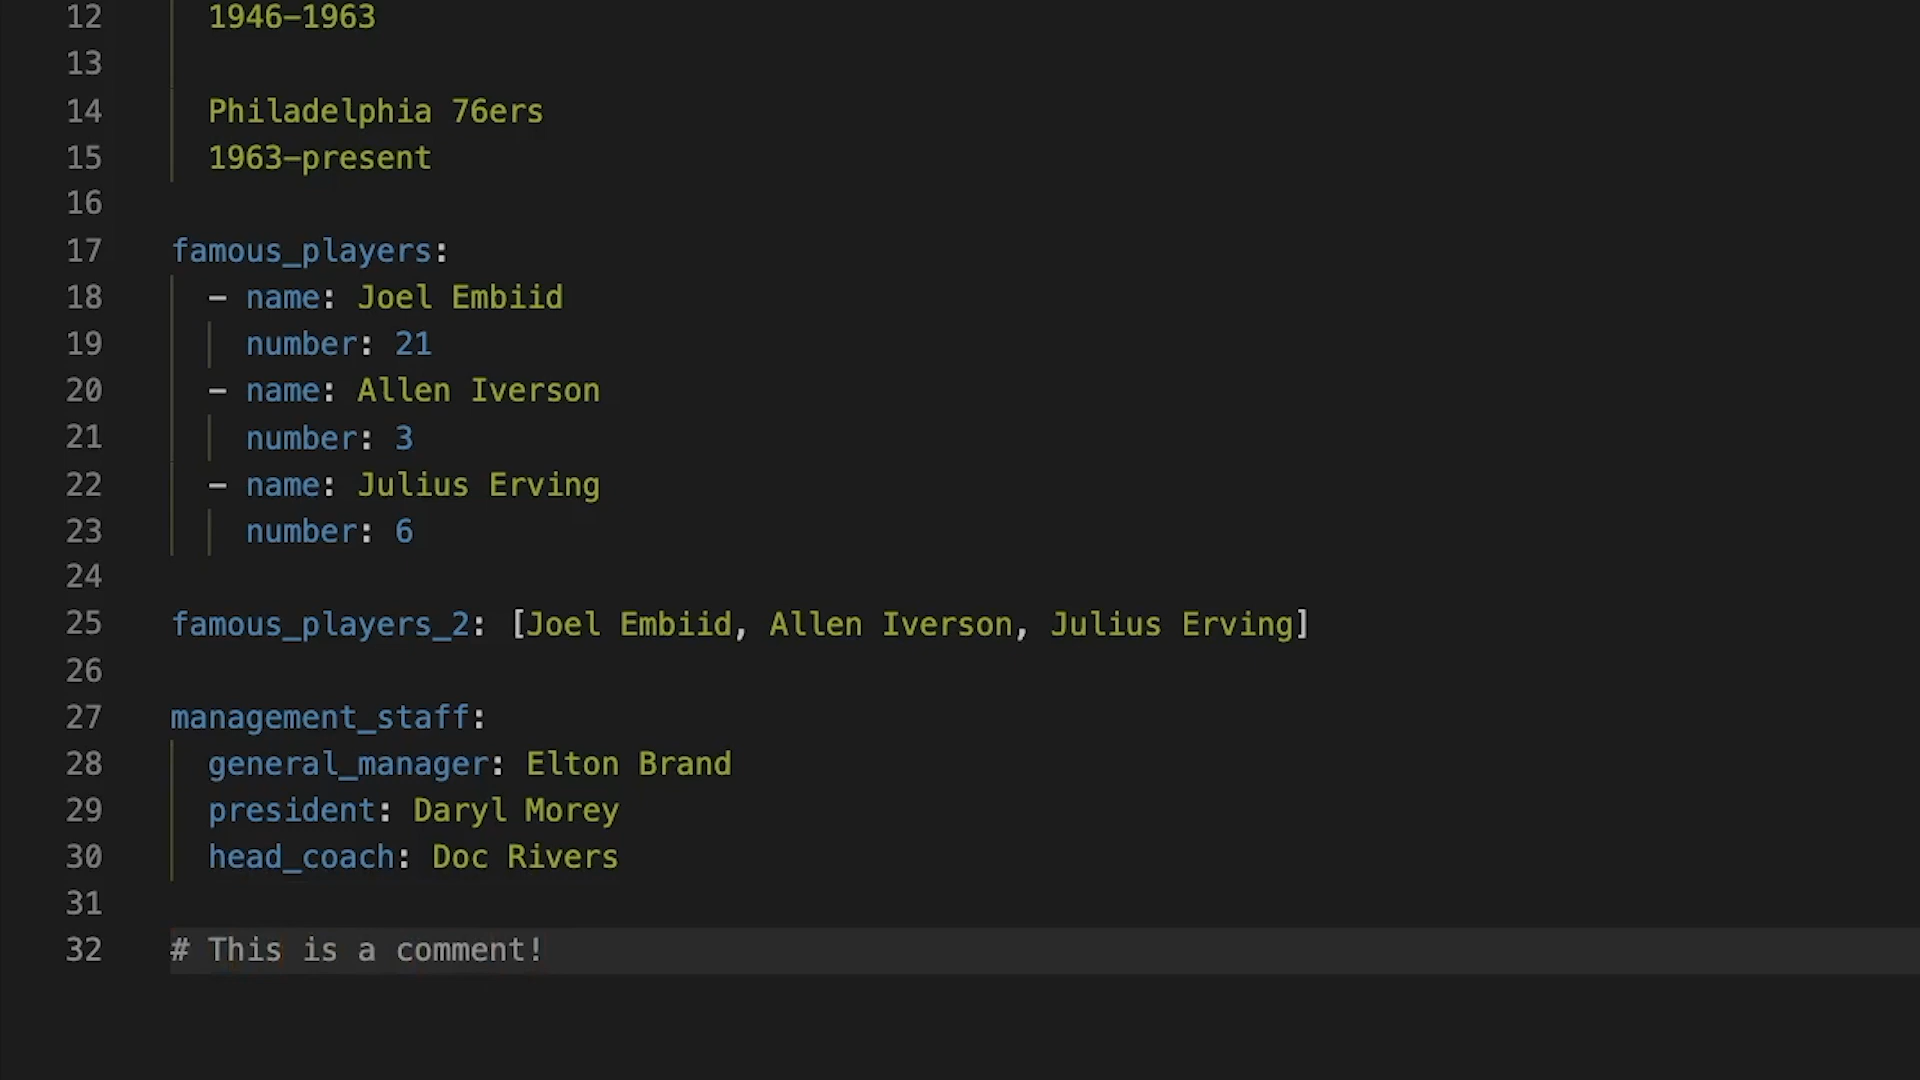 12 1946–1963
13
14 Philadelphia 76ers
15 1963–present
16
17 famous_players:
18 - name: Joel Embiid
19 number: 21
20 - name: Allen Iverson
21 number: 3
22 - name: Julius Erving
23 number: 6
24
25 famous_players_2: [Joel Embiid, Allen Iverson, Julius Erving]
26
27 management_staff:
28 general_manager: Elton Brand
29 president: Daryl Morey
30 head_coach: Doc Rivers
31
32 # This is a comment!